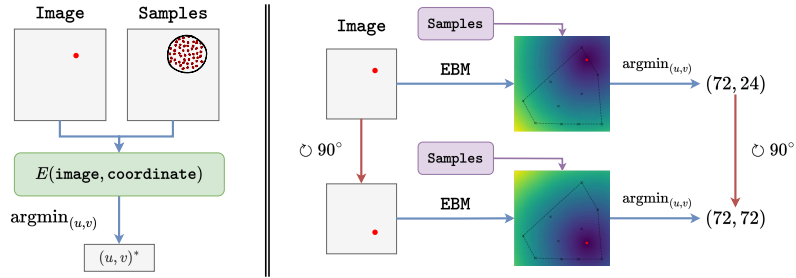 Image
Samples
E(image, coordinate)
argmin(u,v)
(u, v)*
Image
Samples
EBM
argmin(u,v)
(72, 24)
↻ 90°
↻ 90°
Samples
EBM
argmin(u,v)
(72, 72)